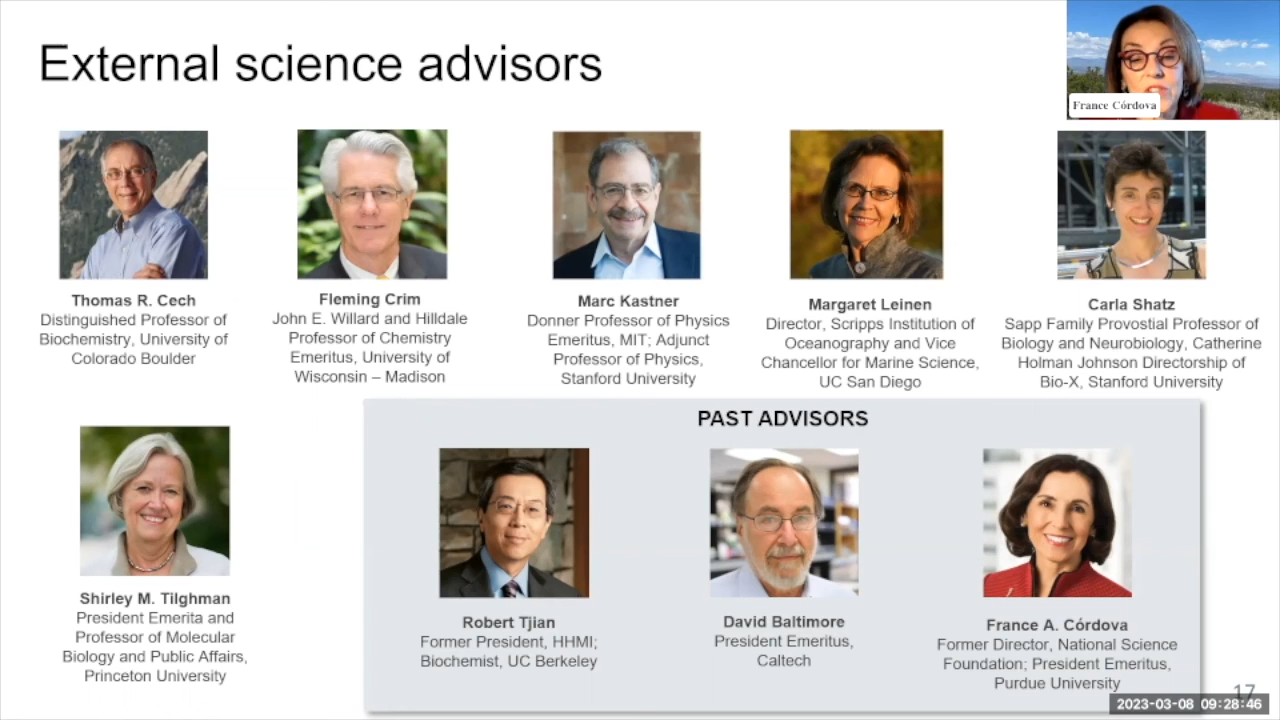 External science advisors
France Córdova
Thomas R. Cech
Distinguished Professor of
Biochemistry, University of
Colorado Boulder
Fleming Crim
John E. Willard and Hilldale
Professor of Chemistry
Emeritus, University of
Wisconsin – Madison
Marc Kastner
Donner Professor of Physics
Emeritus, MIT; Adjunct
Professor of Physics,
Stanford University
Margaret Leinen
Director, Scripps Institution of
Oceanography and Vice
Chancellor for Marine Science,
UC San Diego
Carla Shatz
Sapp Family Provostial Professor of
Biology and Neurobiology, Catherine
Holman Johnson Directorship of
Bio-X, Stanford University
Shirley M. Tilghman
President Emerita and
Professor of Molecular
Biology and Public Affairs,
Princeton University
PAST ADVISORS
Robert Tjian
Former President, HHMI;
Biochemist, UC Berkeley
David Baltimore
President Emeritus,
Caltech
France A. Córdova
Former Director, National Science
Foundation; President Emeritus,
Purdue University
17
2023-03-08 09:28:46